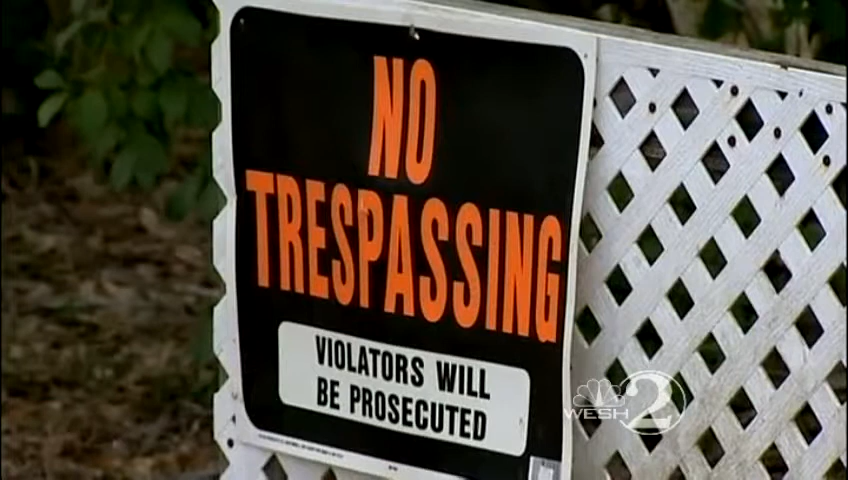 NO
TRESPASSING
VIOLATORS WILL
BE PROSECUTED
WESH 2